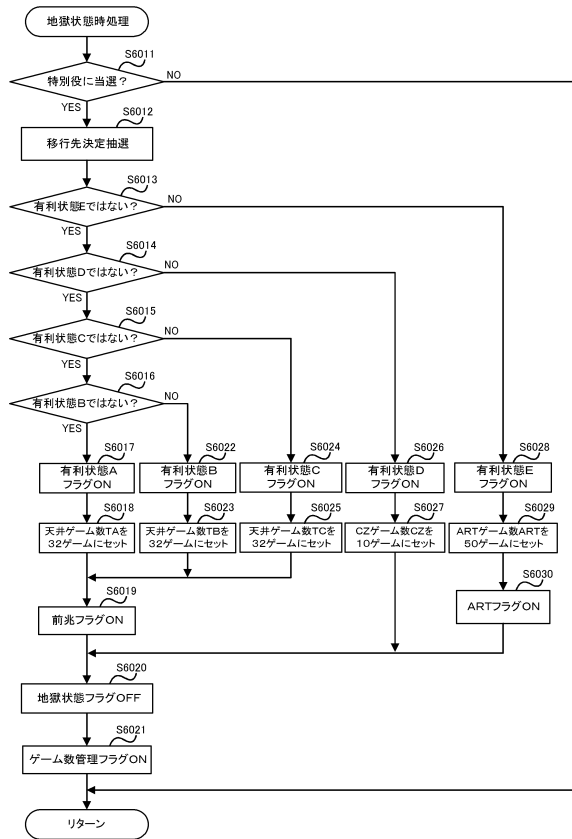 地獄状態時処理
S6011
特別役に当選？
NO
YES
S6012
移行先決定抽選
S6013
有利状態Eではない？
NO
YES
S6014
有利状態Dではない？
NO
YES
S6015
有利状態Cではない？
NO
YES
S6016
有利状態Bではない？
NO
YES
S6017
有利状態A
フラグON
S6022
有利状態B
フラグON
S6024
有利状態C
フラグON
S6026
有利状態D
フラグON
S6028
有利状態E
フラグON
S6018
天井ゲーム数TAを
32ゲームにセット
S6023
天井ゲーム数TBを
32ゲームにセット
S6025
天井ゲーム数TCを
32ゲームにセット
S6027
CZゲーム数CZを
10ゲームにセット
S6029
ARTゲーム数ARTを
50ゲームにセット
S6019
前兆フラグON
S6030
ARTフラグON
S6020
地獄状態フラグOFF
S6021
ゲーム数管理フラグON
リターン